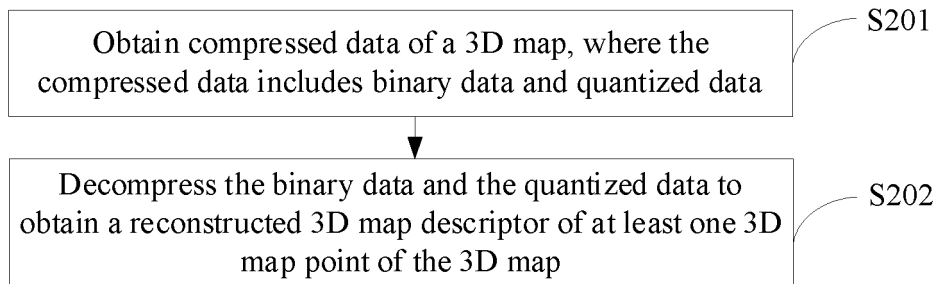 Obtain compressed data of a 3D map, where the
compressed data includes binary data and quantized data
S201
Decompress the binary data and the quantized data to
obtain a reconstructed 3D map descriptor of at least one 3D
map point of the 3D map
S202